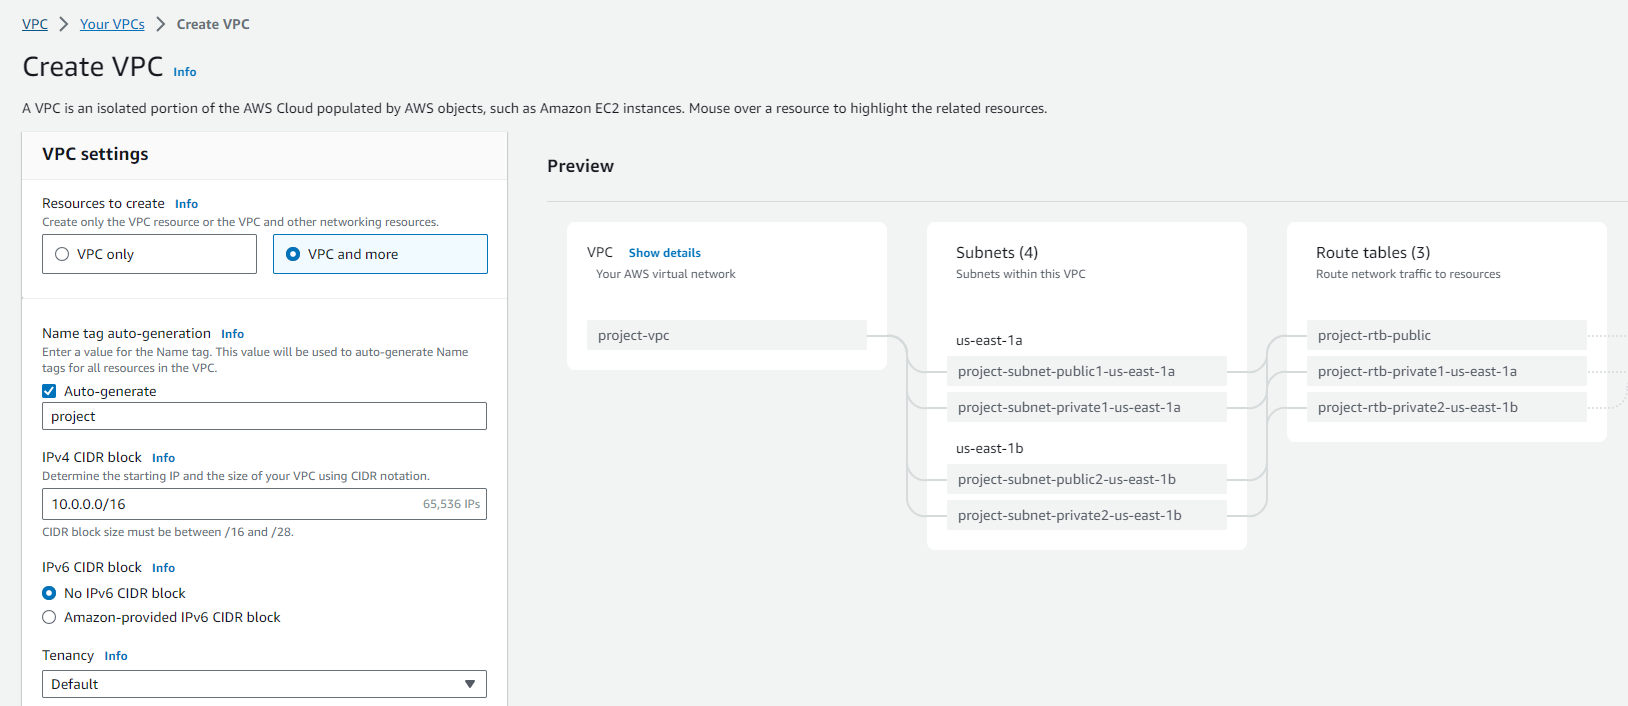 VPC > Your VPCs > Create VPC
Create VPC Info
A VPC is an isolated portion of the AWS Cloud populated by AWS objects, such as Amazon EC2 instances. Mouse over a resource to highlight the related resources.
VPC settings
Resources to create Info
Create only the VPC resource or the VPC and other networking resources.
VPC only
VPC and more
Name tag auto-generation Info
Enter a value for the Name tag. This value will be used to auto-generate Name
tags for all resources in the VPC.
Auto-generate
project
IPv4 CIDR block Info
Determine the starting IP and the size of your VPC using CIDR notation.
10.0.0.0/16 65,536 IPs
CIDR block size must be between /16 and /28.
IPv6 CIDR block Info
No IPv6 CIDR block
Amazon-provided IPv6 CIDR block
Tenancy Info
Default
Preview
VPC Show details
Your AWS virtual network
project-vpc
Subnets (4)
Subnets within this VPC
us-east-1a
project-subnet-public1-us-east-1a
project-subnet-private1-us-east-1a
us-east-1b
project-subnet-public2-us-east-1b
project-subnet-private2-us-east-1b
Route tables (3)
Route network traffic to resources
project-rtb-public
project-rtb-private1-us-east-1a
project-rtb-private2-us-east-1b